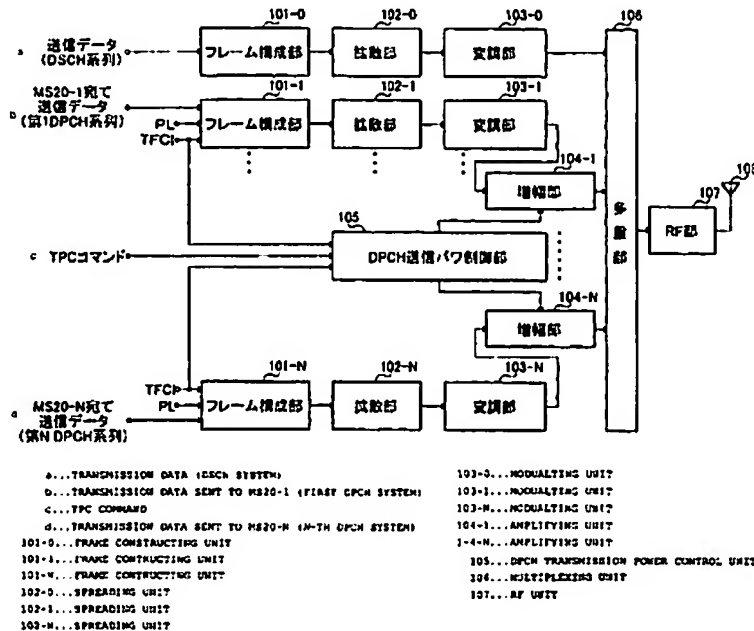 101-0
102-0
103-0
106
a 送信データ
(DSCH系列)
フレーム構成部
拡散部
変調部
101-1
102-1
103-1
b MS20-1宛て
送信データ
(第1DPCH系列)
PL
TFCI
フレーム構成部
拡散部
変調部
104-1
増幅部
108
107
多重部
RF部
105
c TPCコマンド
DPCH送信パワ制御部
104-N
増幅部
101-N
102-N
103-N
TFCI
PL
d MS20-N宛て
送信データ
(第N DPCH系列)
フレーム構成部
拡散部
変調部
a...TRANSMISSION DATA (DSCH SYSTEM)
b...TRANSMISSION DATA SENT TO MS20-1 (FIRST DPCH SYSTEM)
c...TPC COMMAND
d...TRANSMISSION DATA SENT TO MS20-N (N-TH DPCH SYSTEM)
101-0...FRAME CONSTRUCTING UNIT
101-1...FRAME CONTRUCTING UNIT
101-N...FRAME CONTRUCTING UNIT
102-0...SPREADING UNIT
102-1...SPREADING UNIT
102-N...SPREADING UNIT
103-0...MODUALTING UNIT
103-1...MODUALTING UNIT
103-N...MODUALTING UNIT
104-1...AMPLIFYING UNIT
1-4-N...AMPLIFYING UNIT
105...DPCH TRANSMISSION POWER CONTROL UNIT
106...MULTIPLEXING UNIT
107...RF UNIT